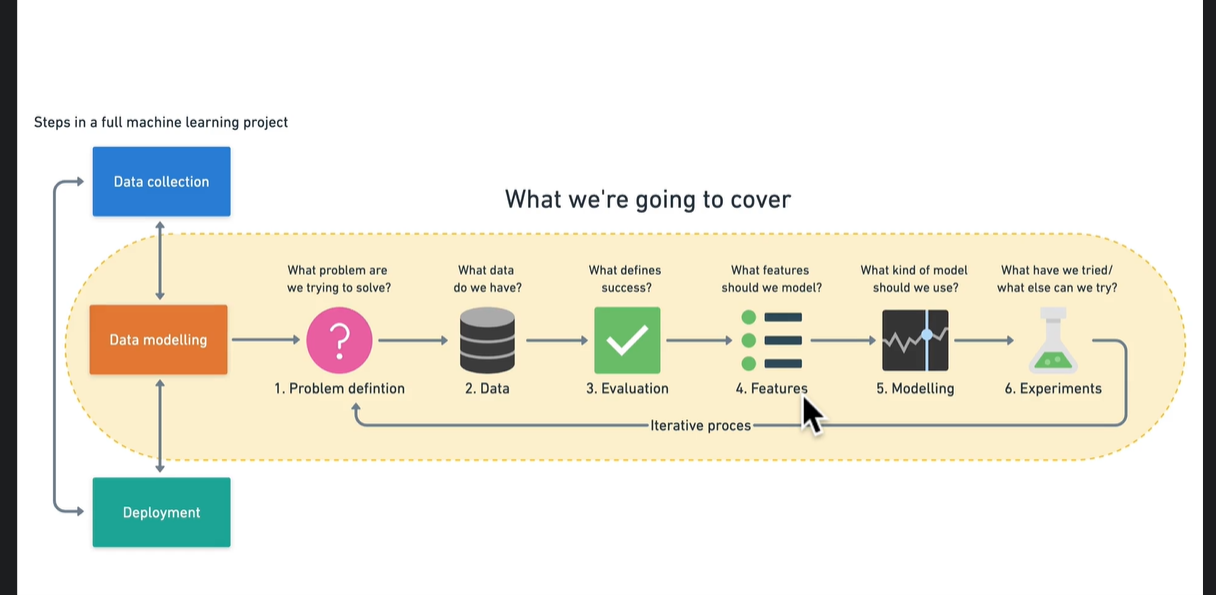 Steps in a full machine learning project
Data collection
What we're going to cover
What problem are
we trying to solve?
What data
do we have?
What defines
success?
What features
should we model?
What kind of model
should we use?
What have we tried/
what else can we try?
Data modelling
?
1. Problem defintion
2. Data
3. Evaluation
4. Features
5. Modelling
6. Experiments
Iterative proces
Deployment